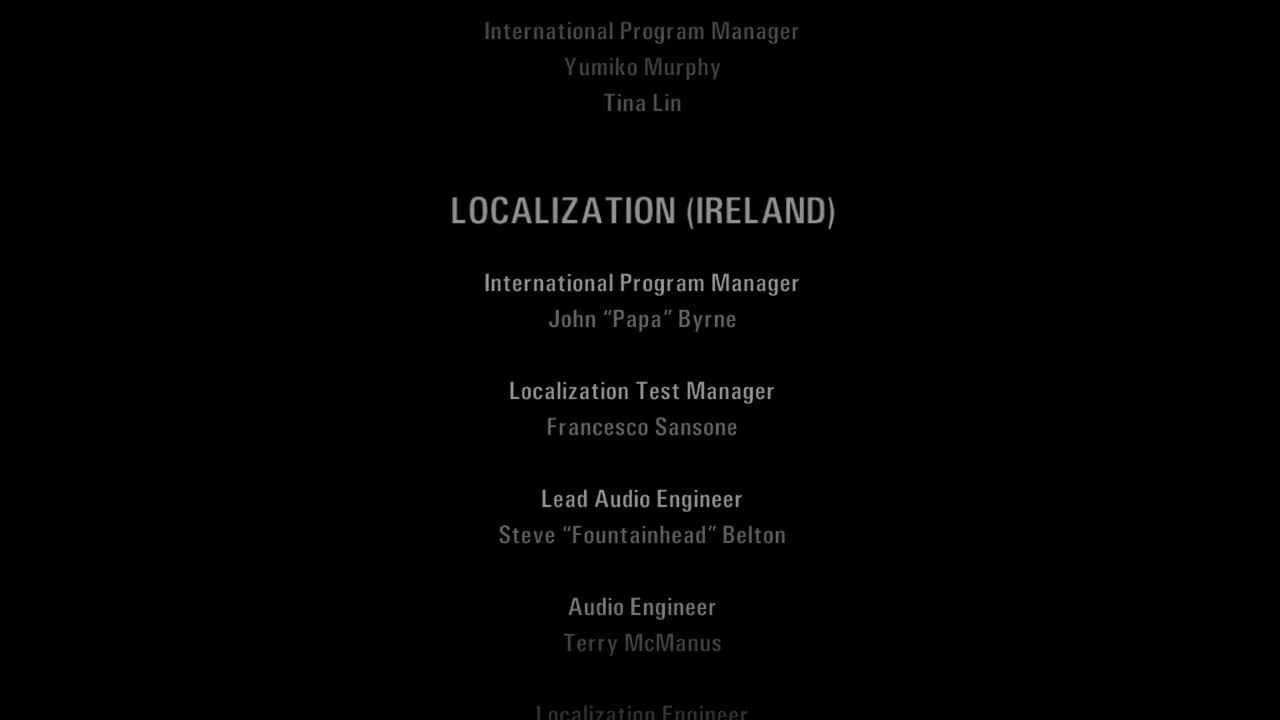 International Program Manager
Yumiko Murphy
Tina Lin
LOCALIZATION (IRELAND)
International Program Manager
John “Papa” Byrne
Localization Test Manager
Francesco Sansone
Lead Audio Engineer
Steve “Fountainhead” Belton
Audio Engineer
Terry McManus
Localization Engineer